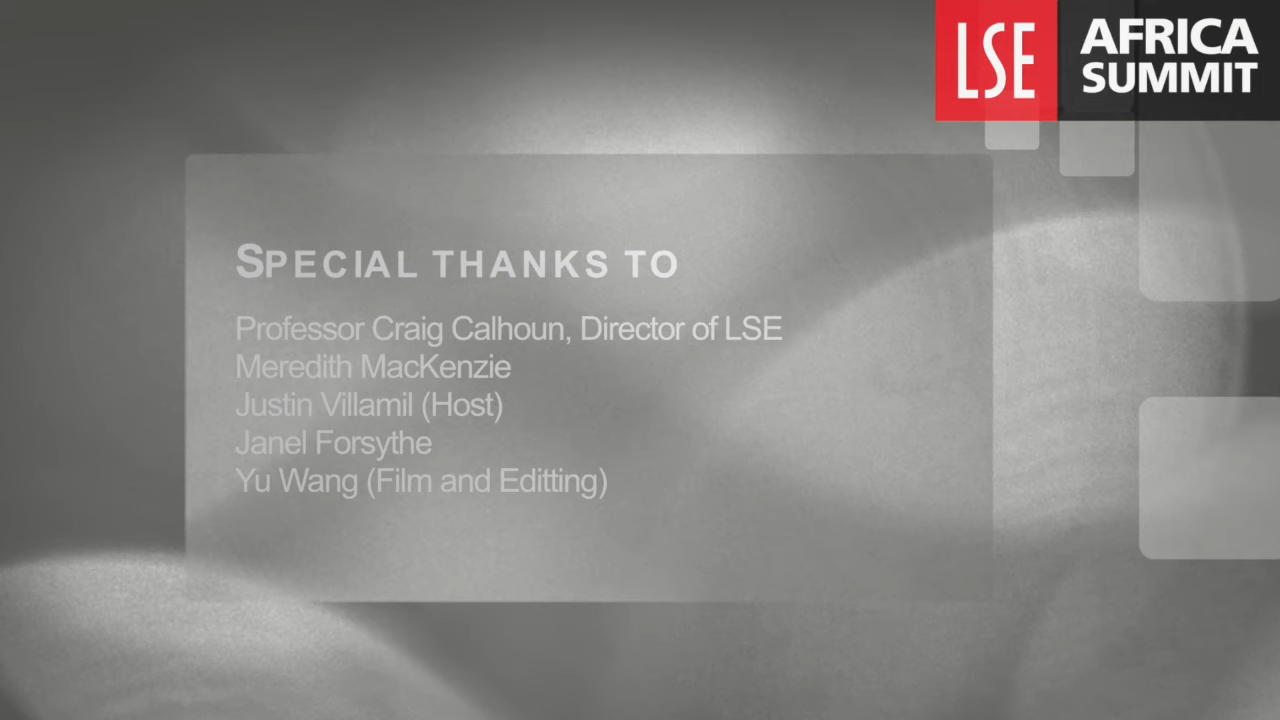 LSE AFRICA
SUMMIT
SPECIAL THANKS TO
Professor Craig Calhoun, Director of LSE
Meredith MacKenzie
Justin Villamil (Host)
Janel Forsythe
Yu Wang (Film and Editting)